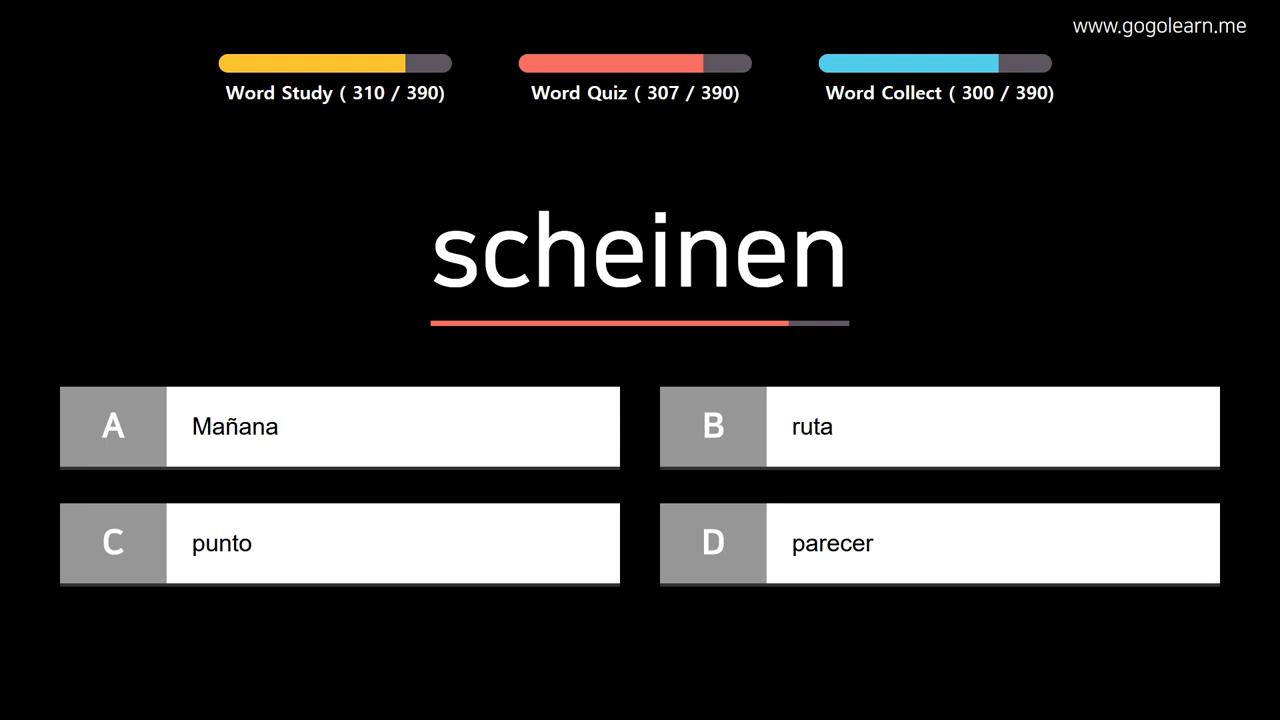 www.gogolearn.me
Word Study ( 310 / 390)
Word Quiz ( 307 / 390)
Word Collect ( 300 / 390)
scheinen
A Mañana
B ruta
C punto
D parecer